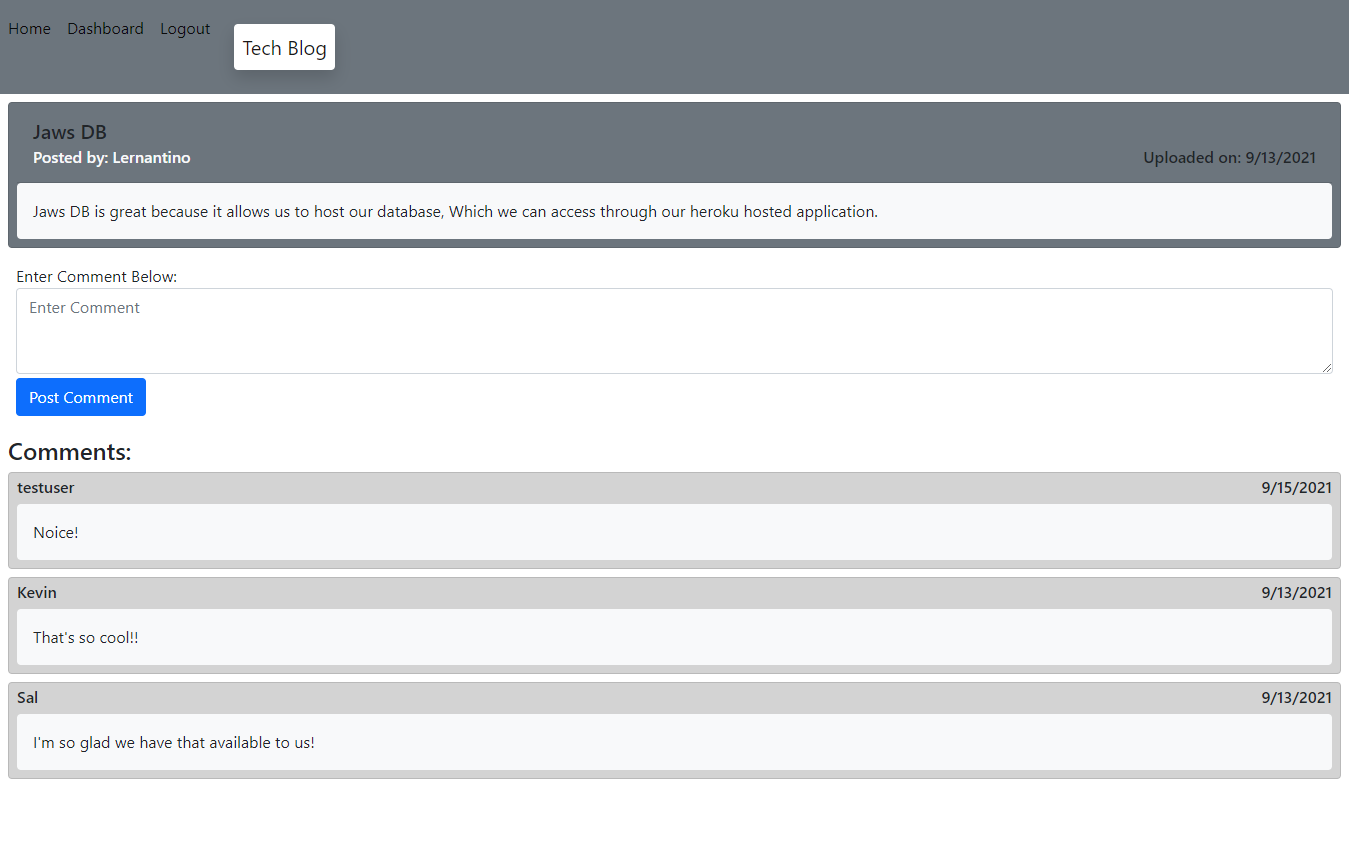 Home Dashboard Logout Tech Blog
Jaws DB
Posted by: Lernantino Uploaded on: 9/13/2021
Jaws DB is great because it allows us to host our database, Which we can access through our heroku hosted application.
Enter Comment Below:
Enter Comment
Post Comment
Comments:
testuser 9/15/2021
Noice!
Kevin 9/13/2021
That's so cool!!
Sal 9/13/2021
I'm so glad we have that available to us!